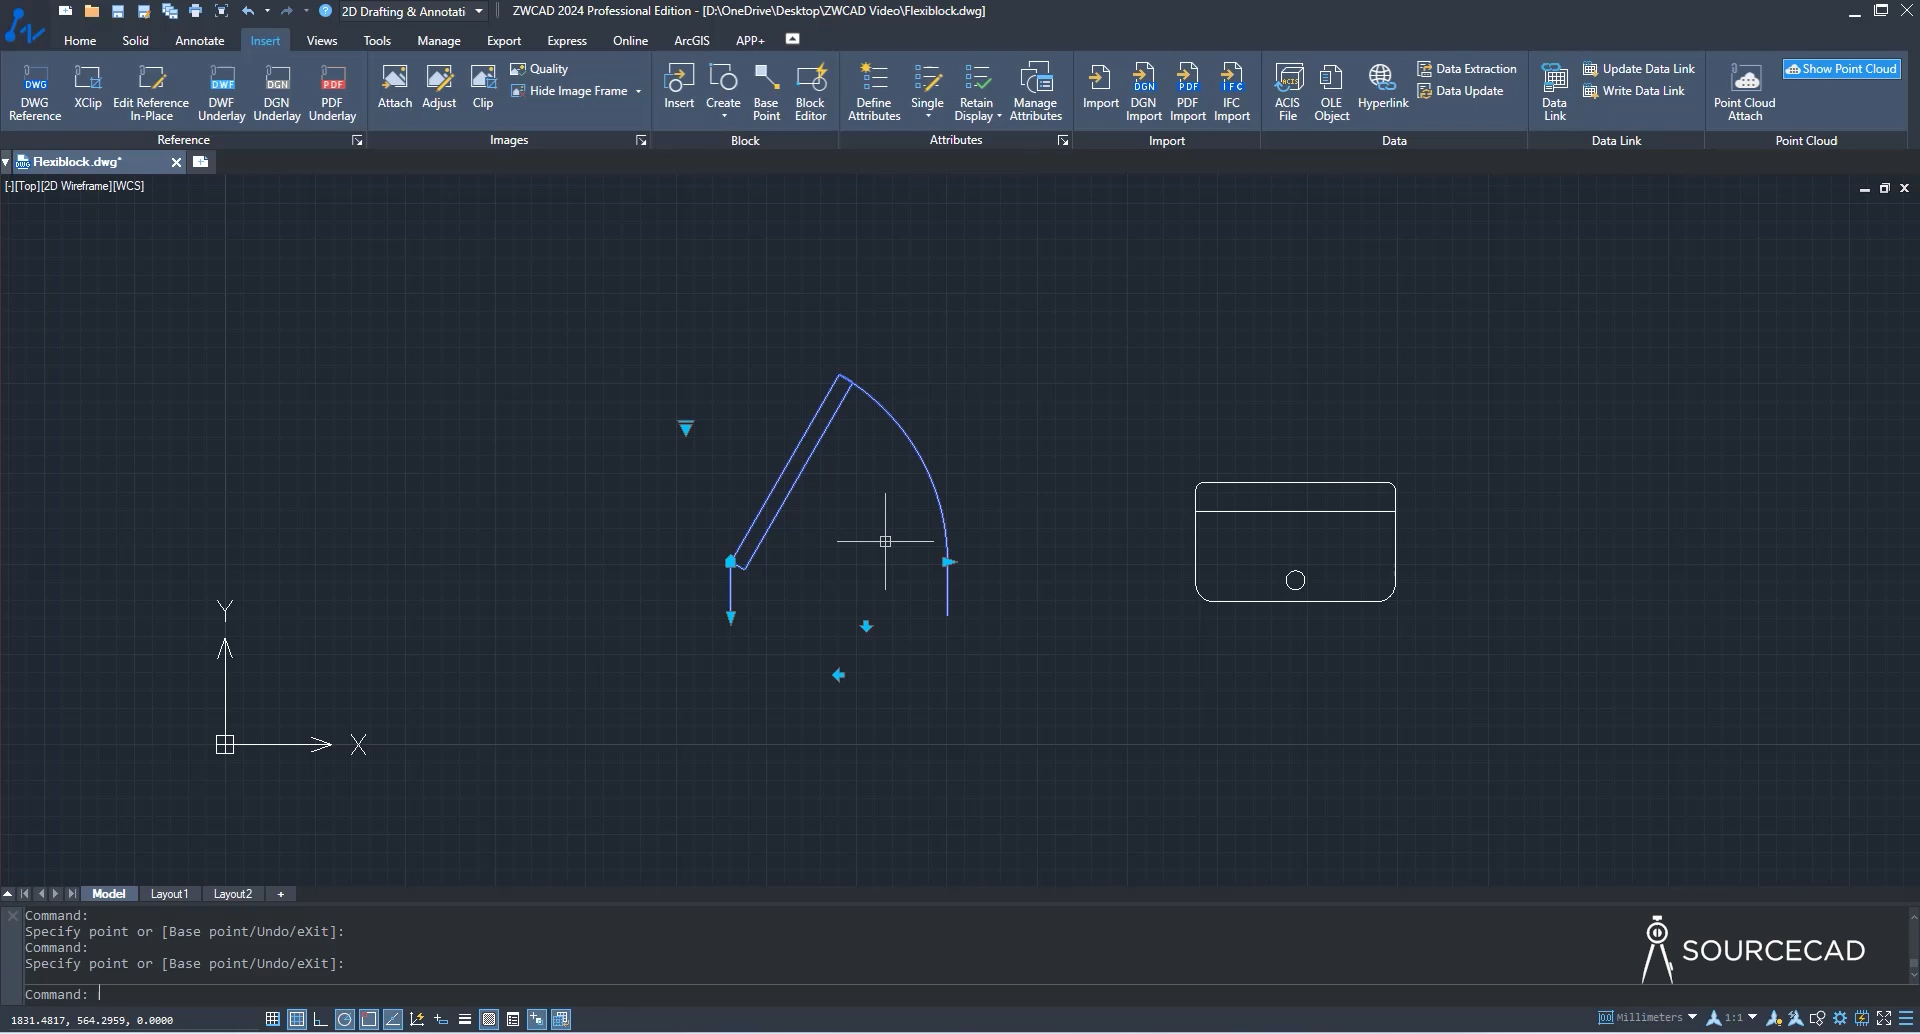 2D Drafting & Annotati
ZWCAD 2024 Professional Edition - [D:\OneDrive\Desktop\ZWCAD Video\Flexiblock.dwg]
Home Solid Annotate Insert Views Tools Manage Export Express Online ArcGIS APP+
DWG Reference
XClip
Edit Reference In-Place
DWF Underlay
DGN Underlay
PDF Underlay
Reference
Attach
Adjust
Clip
Quality
Hide Image Frame
Images
Insert
Create
Base Point
Block Editor
Block
Define Attributes
Single
Retain Display
Manage Attributes
Attributes
Import
DGN Import
PDF Import
IFC Import
Import
ACIS File
OLE Object
Hyperlink
Data Extraction
Data Update
Data
Data Link
Update Data Link
Write Data Link
Data Link
Point Cloud Attach
Show Point Cloud
Point Cloud
Flexiblock.dwg*
[-][Top][2D Wireframe][WCS]
Y
X
Model Layout1 Layout2 +
Command:
Specify point or [Base point/Undo/eXit]:
Command:
Specify point or [Base point/Undo/eXit]:
Command:
SOURCECAD
1831.4817, 564.2959, 0.0000
Millimeters
1:1